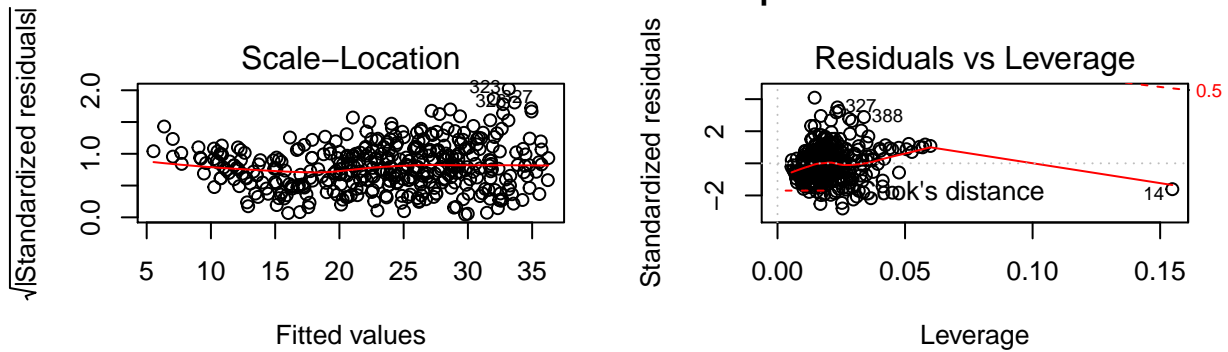 Scale−Location
√|Standardized residuals|
0.0 1.0 2.0
323
327
5 10 15 20 25 30 35
Fitted values
Residuals vs Leverage
Standardized residuals
−2 2
327
388
14
0.5
ok's distance
0.00 0.05 0.10 0.15
Leverage